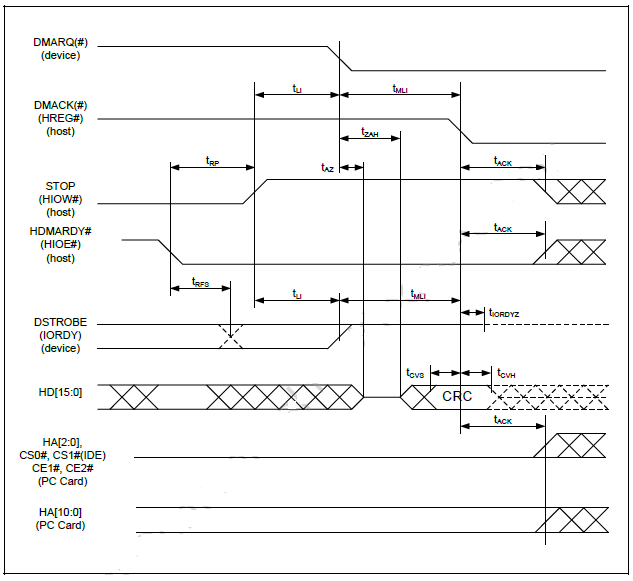 DMARQ(#)
(device)
tLI
tMLI
DMACK(#)
(HREG#)
(host)
tZAH
tRP
tAZ
tACK
STOP
(HIOW#)
(host)
HDMARDY#
(HIOE#)
(host)
tACK
tRFS
tLI
tMLI
tIORDYZ
DSTROBE
(IORDY)
(device)
tCVS
tCVH
HD[15:0]
CRC
tACK
HA[2:0],
CS0#, CS1#(IDE)
CE1#, CE2#
(PC Card)
HA[10:0]
(PC Card)